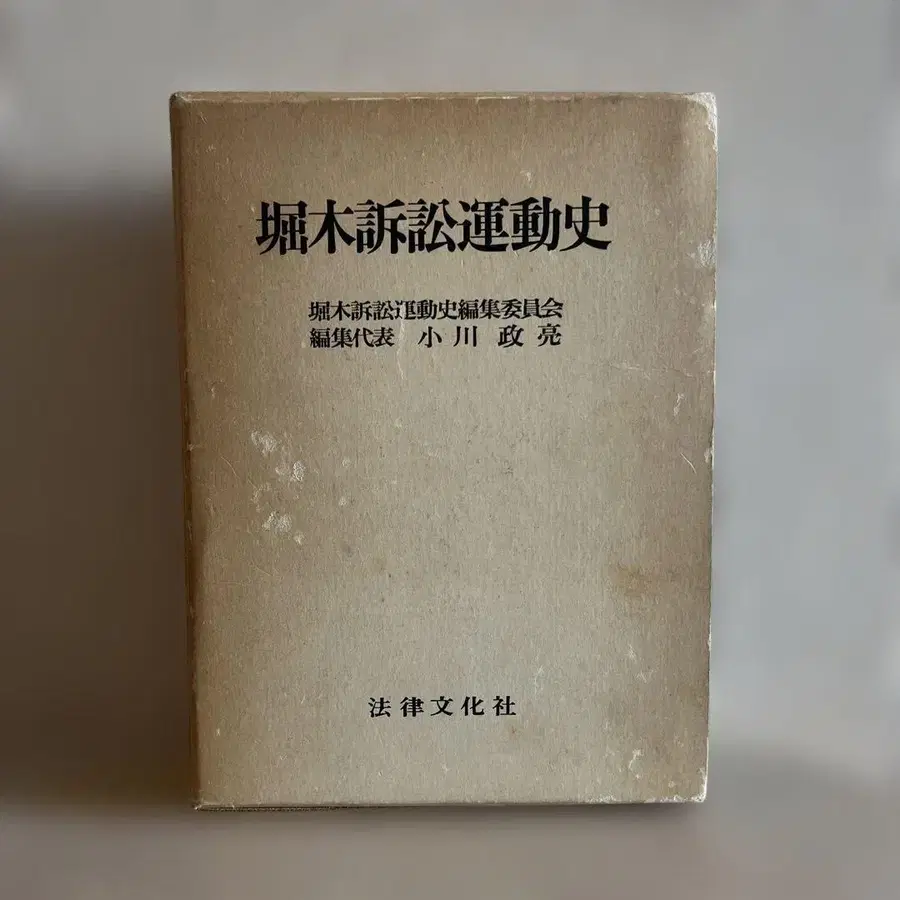 堀木訴訟運動史
堀木訴訟運動史編集委員会
編集代表 小川 政亮
法律文化社